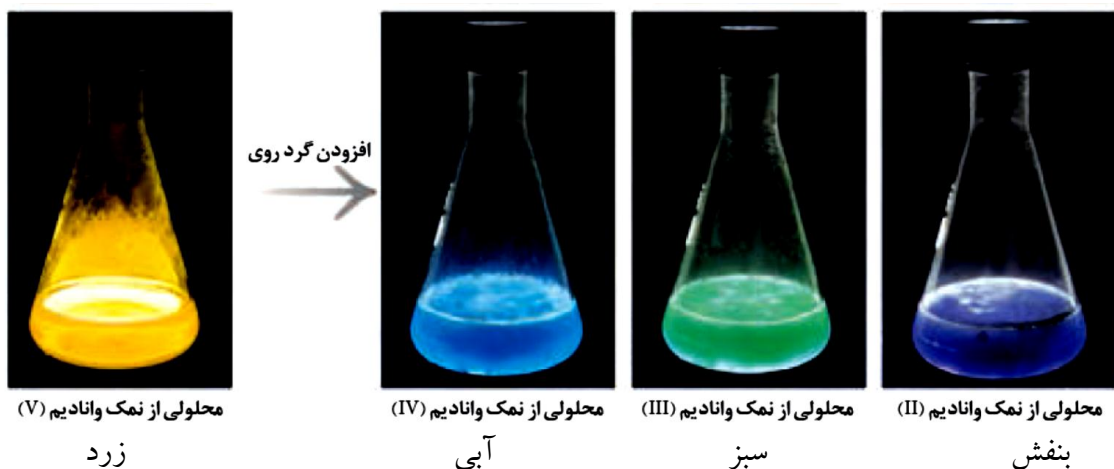 افزودن گرد روی
محلولی از نمک وانادیم (V)
محلولی از نمک وانادیم (IV)
محلولی از نمک وانادیم (III)
محلولی از نمک وانادیم (II)
زرد
آبی
سبز
بنفش